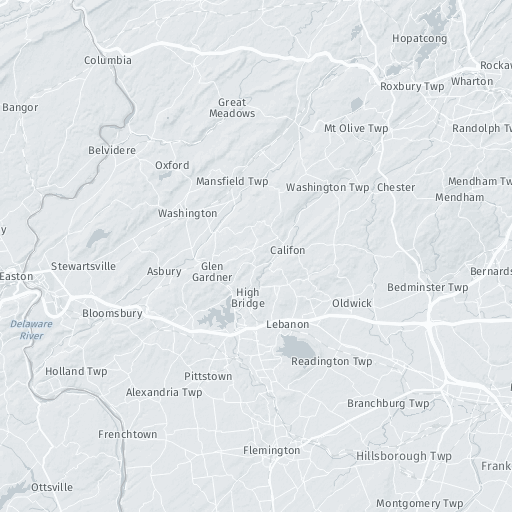 Hopatcong
Columbia
Rocka
Wharton
Roxbury Twp
Bangor
Great
Meadows
Mt Olive Twp
Randolph Tw
Belvidere
Oxford
Mansfield Twp
Washington Twp
Chester
Mendham Tw
Mendham
Washington
y
Califon
Stewartsville
Asbury
Glen
Gardner
Easton
Bernards
Bedminster Twp
High
Bridge
Oldwick
Bloomsbury
Delaware
River
Lebanon
Readington Twp
Holland Twp
Pittstown
Alexandria Twp
Branchburg Twp
Frenchtown
Flemington
Hillsborough Twp
Frank
Ottsville
Montgomery Twp